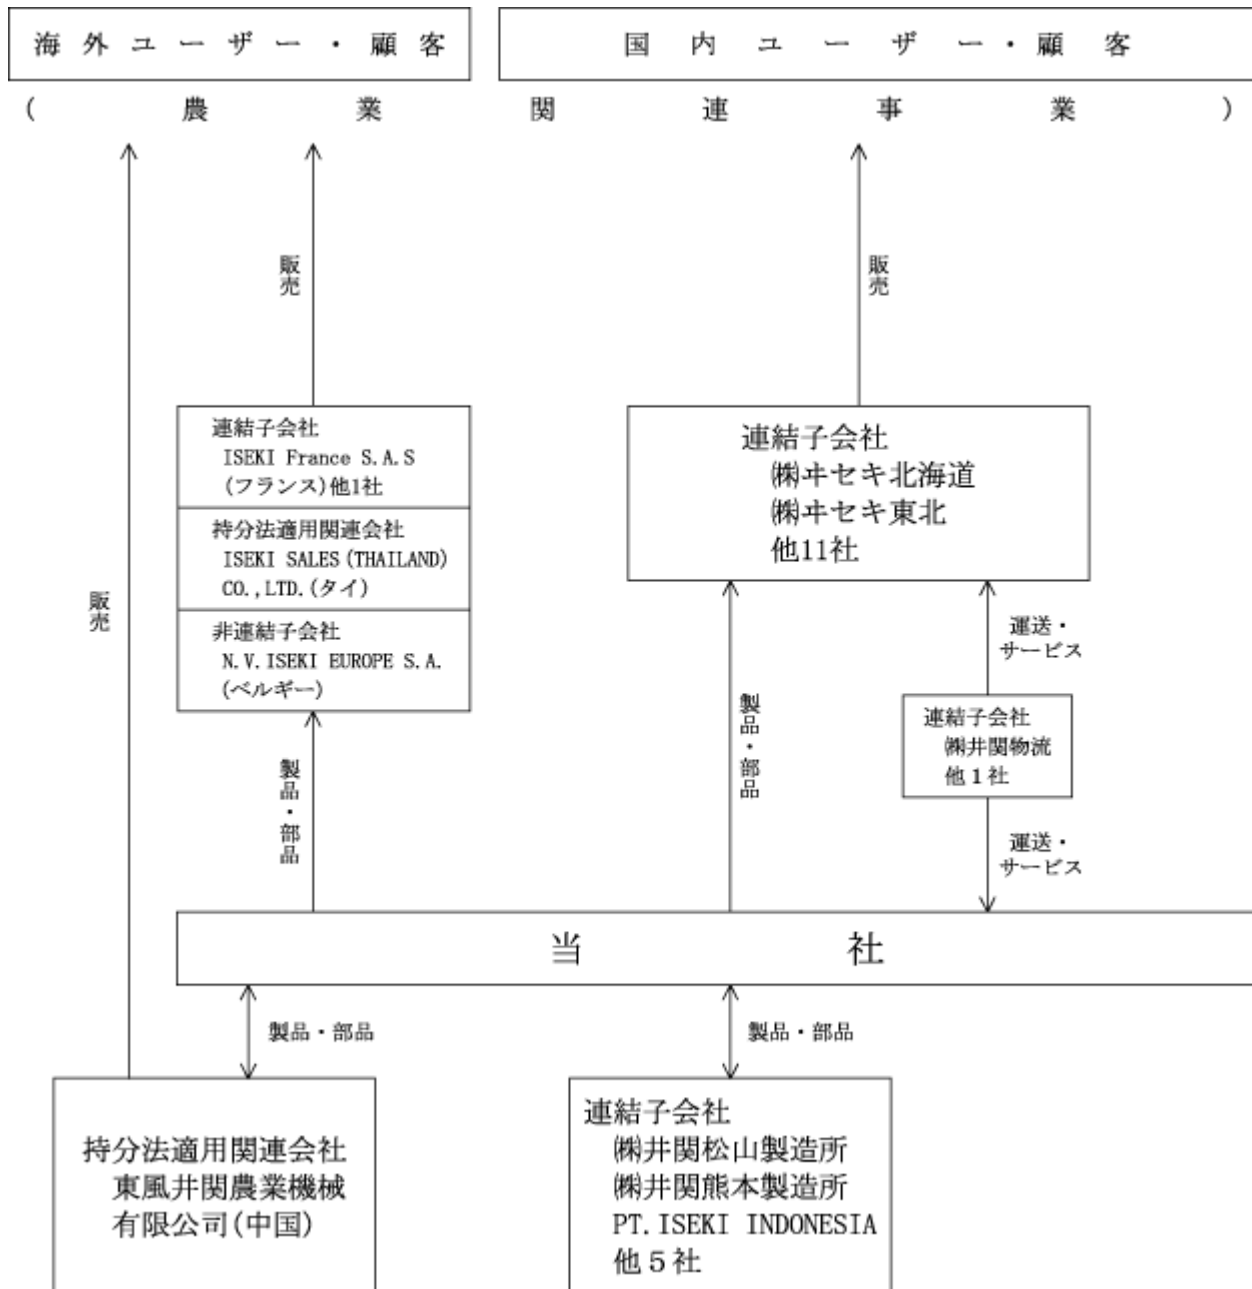 海外ユーザー・顧客
国内ユーザー・顧客
(農業関連事業)
販売
販売
販売
連結子会社
ISEKI France S.A.S
(フランス)他1社
持分法適用関連会社
ISEKI SALES(THAILAND)
CO.,LTD.(タイ)
非連結子会社
N.V.ISEKI EUROPE S.A.
(ベルギー)
連結子会社
㈱ヰセキ北海道
㈱ヰセキ東北
他11社
運送・
サービス
連結子会社
㈱井関物流
他1社
運送・
サービス
製品・部品
製品・部品
当社
製品・部品
製品・部品
持分法適用関連会社
東風井関農業機械
有限公司(中国)
連結子会社
㈱井関松山製造所
㈱井関熊本製造所
PT.ISEKI INDONESIA
他5社